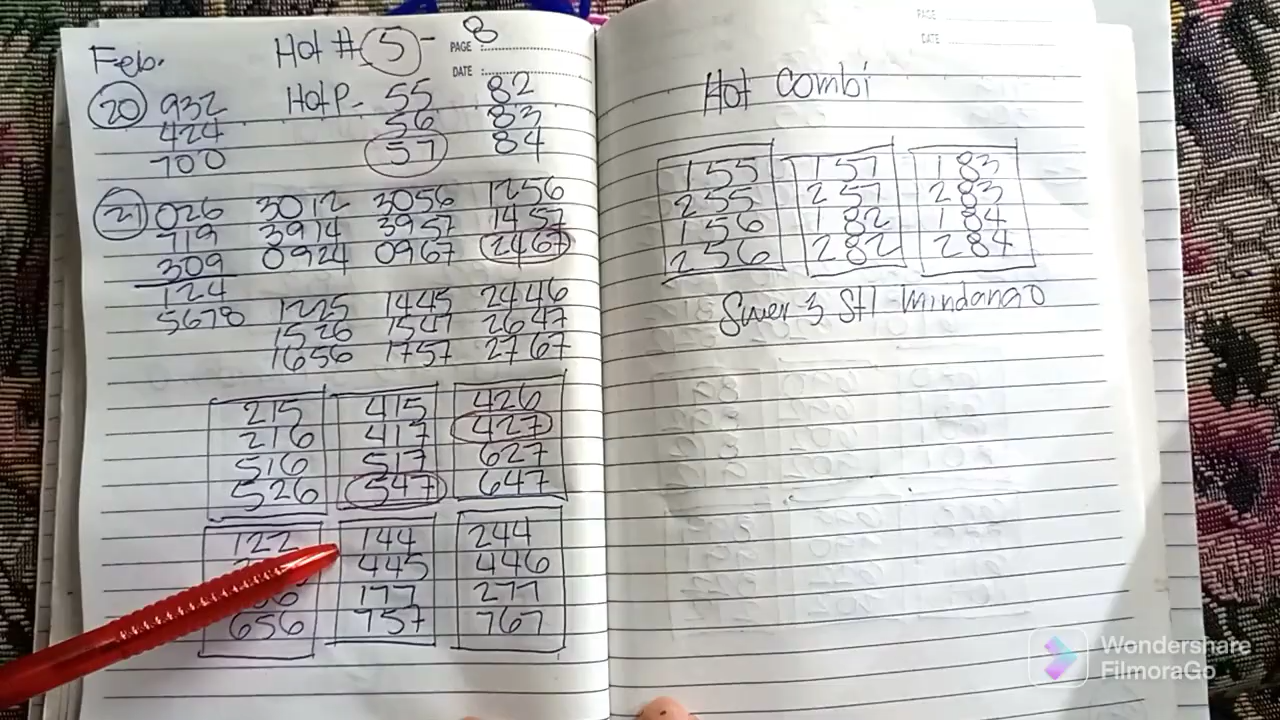 Feb. Hot # 5 - 8
PAGE :
DATE :
20 932 Hot P- 55 82
424 56 83
700 57 84
21 026 3012 3056 1256
719 3914 3957 1457
309 0924 0967 2467
124
5678 1225 1445 2446
1526 1547 2647
1656 1757 2767
215 415 426
216 417 427
516 517 627
526 547 647
122 144 244
445 446
177 277
656 757 767
PAGE
DATE
Hot Combi
155 157 183
255 257 283
156 182 184
256 282 284
Swer-3 Stl-Mindanao
Wondershare
FilmoraGo